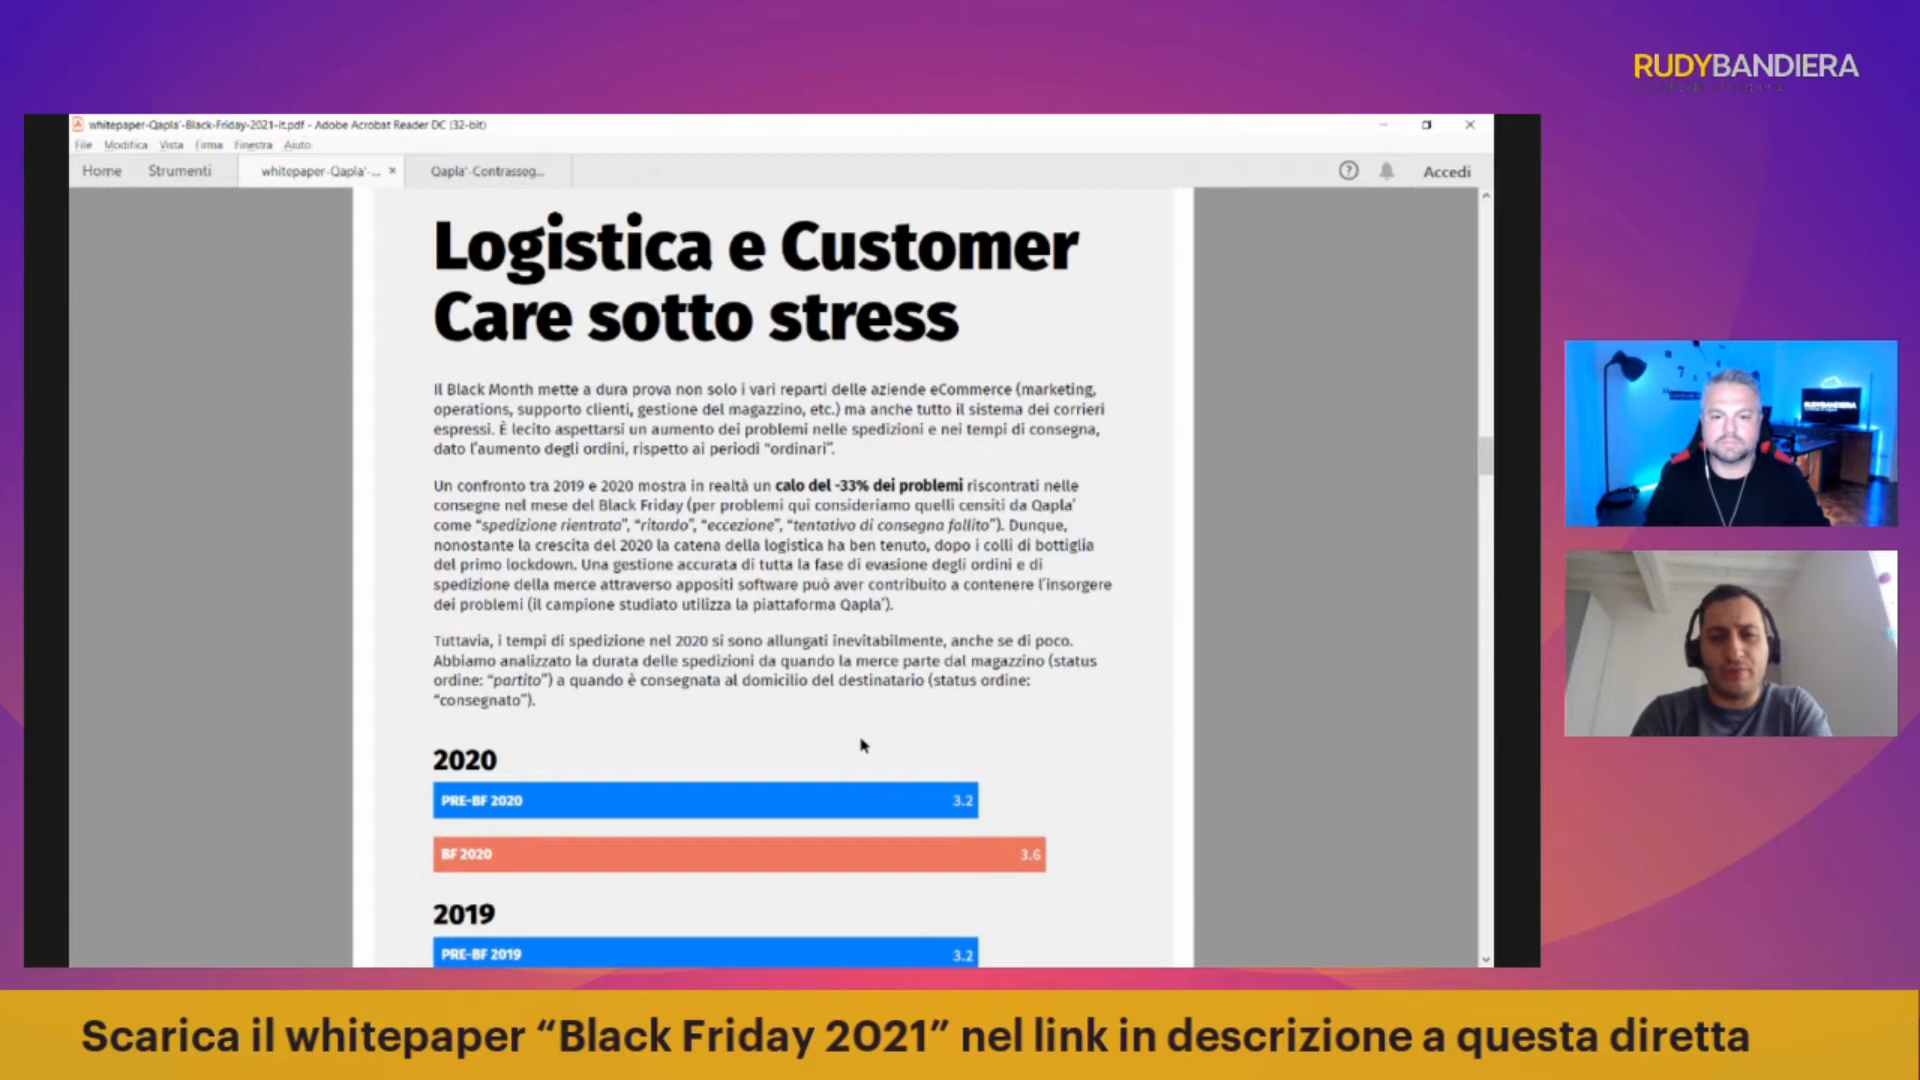 RUDYBANDIERA
whitepaper-Qapla'-Black-Friday-2021-it.pdf - Adobe Acrobat Reader DC (32-bit)
File Modifica Vista Firma Finestra Aiuto
Home Strumenti whitepaper-Qapla'-... × Qapla'-Contrasseg... Accedi
Logistica e Customer
Care sotto stress
Il Black Month mette a dura prova non solo i vari reparti delle aziende eCommerce (marketing,
operations, supporto clienti, gestione del magazzino, etc.) ma anche tutto il sistema dei corrieri
espressi. È lecito aspettarsi un aumento dei problemi nelle spedizioni e nei tempi di consegna,
dato l'aumento degli ordini, rispetto ai periodi “ordinari”.
Un confronto tra 2019 e 2020 mostra in realtà un calo del -33% dei problemi riscontrati nelle
consegne nel mese del Black Friday (per problemi qui consideriamo quelli censiti da Qapla'
come “spedizione rientrata”, “ritardo”, “eccezione”, “tentativo di consegna fallito”). Dunque,
nonostante la crescita del 2020 la catena della logistica ha ben tenuto, dopo i colli di bottiglia
del primo lockdown. Una gestione accurata di tutta la fase di evasione degli ordini e di
spedizione della merce attraverso appositi software può aver contribuito a contenere l'insorgere
dei problemi (il campione studiato utilizza la piattaforma Qapla').
Tuttavia, i tempi di spedizione nel 2020 si sono allungati inevitabilmente, anche se di poco.
Abbiamo analizzato la durata delle spedizioni da quando la merce parte dal magazzino (status
ordine: “partito”) a quando è consegnata al domicilio del destinatario (status ordine:
“consegnato”).
2020
PRE-BF 2020 3.2
BF 2020 3.6
2019
PRE-BF 2019 3.2
RUDYBANDIERA
Scarica il whitepaper “Black Friday 2021” nel link in descrizione a questa diretta